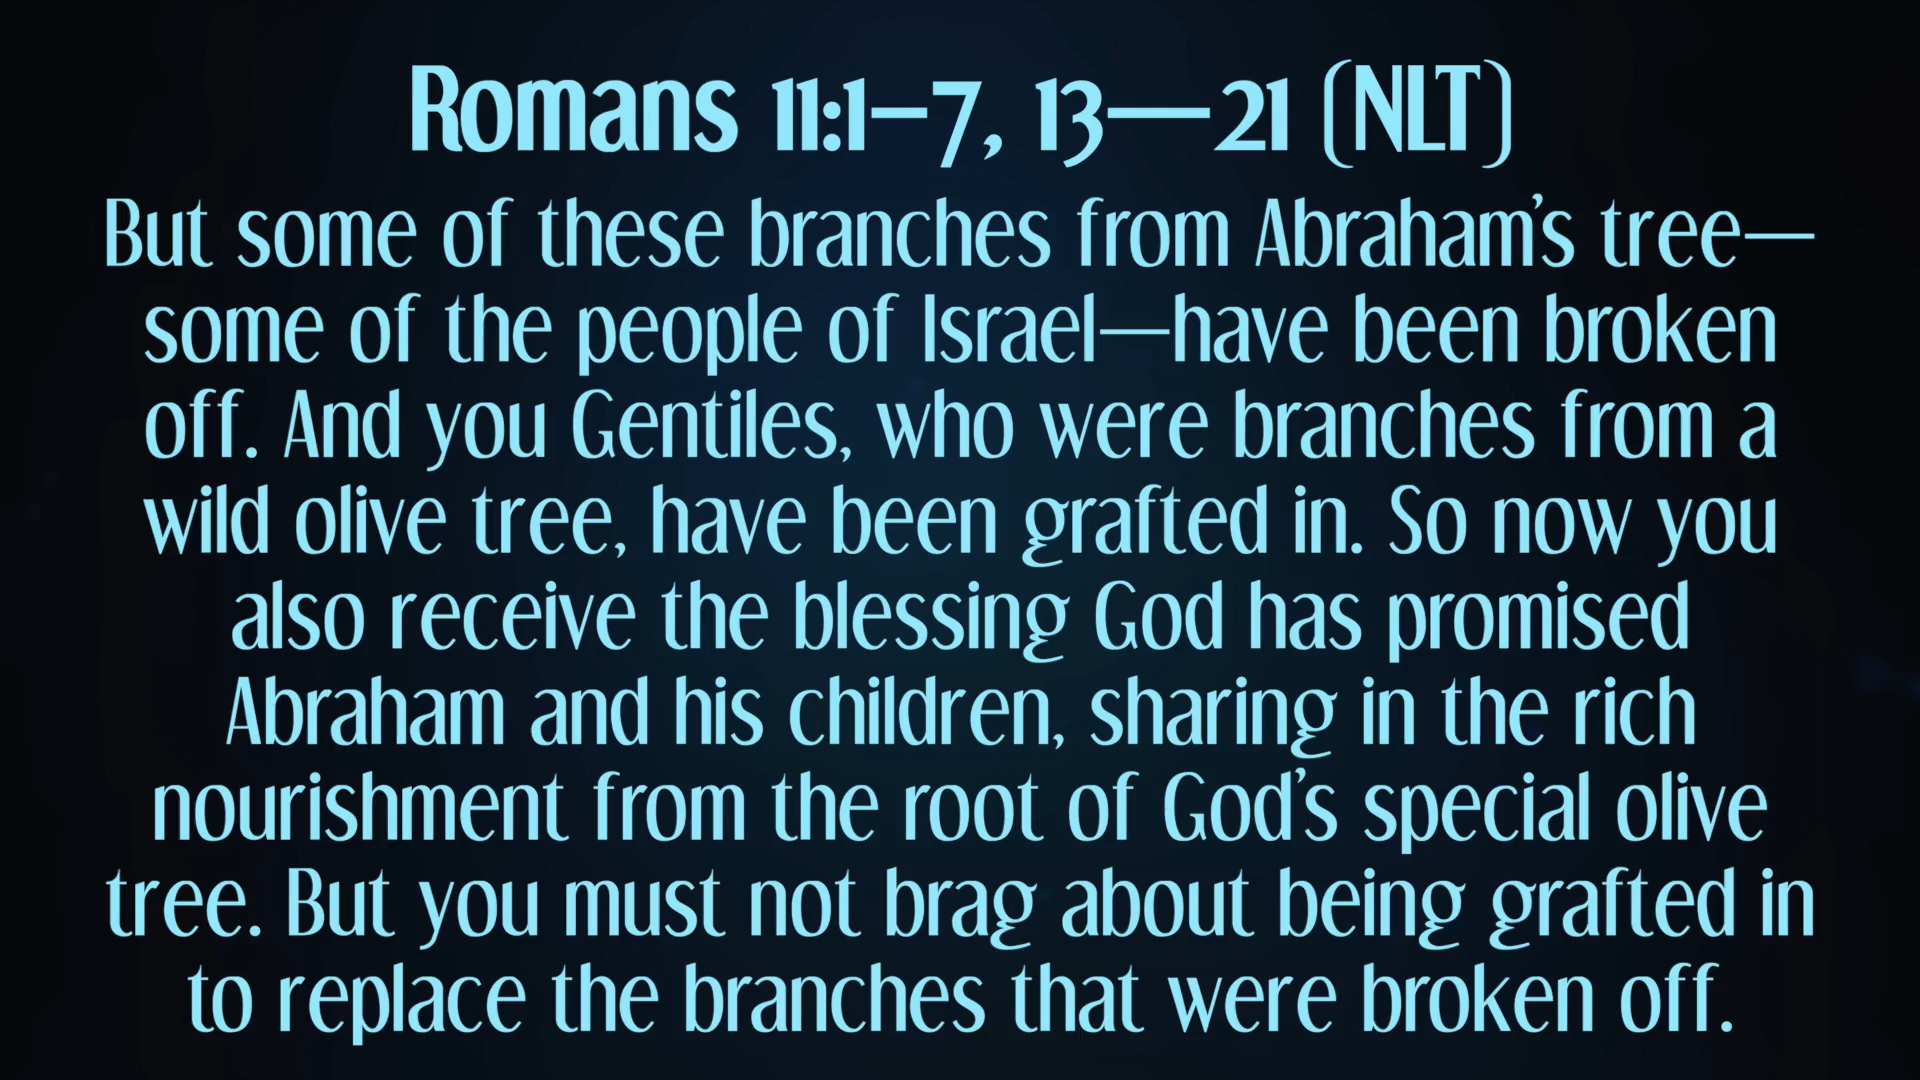 Romans 11:1–7, 13—21 (NLT)
But some of these branches from Abraham’s tree—
some of the people of Israel—have been broken
off. And you Gentiles, who were branches from a
wild olive tree, have been grafted in. So now you
also receive the blessing God has promised
Abraham and his children, sharing in the rich
nourishment from the root of God’s special olive
tree. But you must not brag about being grafted in
to replace the branches that were broken off.